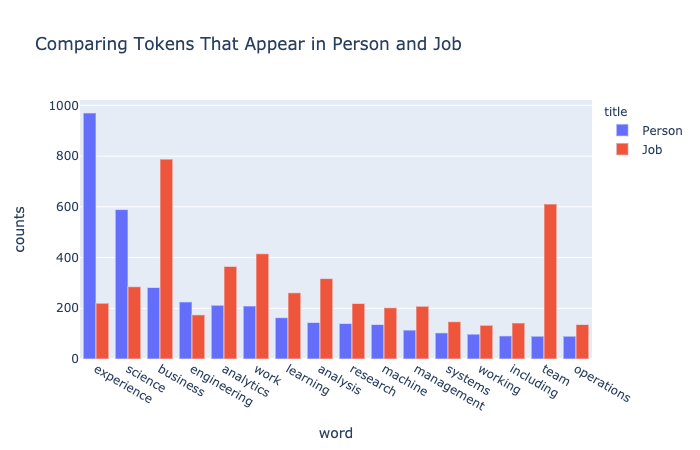 Comparing Tokens That Appear in Person and Job
title
Person
Job
1000
800
600
400
200
0
counts
experience
science
business
engineering
analytics
work
learning
analysis
research
machine
management
systems
working
including
team
operations
word